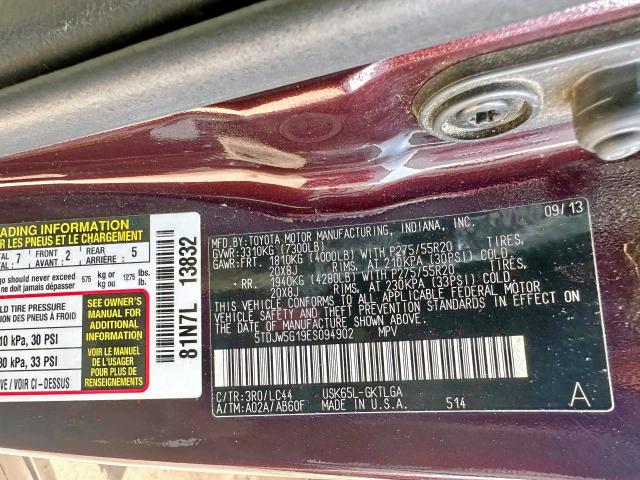 ADING INFORMATION
R LES PNEUS ET LE CHARGEMENT
TAL: 7 FRONT AVANT: 2 REAR ARRIÈRE: 5
go should never exceed
ne doit jamais dépasser
575 kg or kg ou 1275 lbs. lb.
LD TIRE PRESSURE
ON DES PNEUS À FROID
10 kPa, 30 PSI
30 kPa, 33 PSI
VE / VOIR CI-DESSUS
SEE OWNER'S
MANUAL FOR
ADDITIONAL
INFORMATION
VOIR LE MANUEL
DE L'USAGER
POUR PLUS DE
RENSEIGNEMENTS
81N7L 13832
MFD. BY: TOYOTA MOTOR MANUFACTURING, INDIANA, INC. 09/13
GVWR: 3310KG (7300LB)
GAWR: FRT. 1810KG (4000LB) WITH P275/55R20 TIRES,
20X8J RIMS, AT 210KPA (30PSI) COLD
RR. 1940KG (4280LB) WITH P275/55R20 TIRES,
20X8J RIMS, AT 230KPA (33PSI) COLD
THIS VEHICLE CONFORMS TO ALL APPLICABLE FEDERAL MOTOR
VEHICLE SAFETY AND THEFT PREVENTION STANDARDS IN EFFECT ON
THE DATE OF MANUFACTURE SHOWN ABOVE.
5TDJW5G19ES094902 MPV
C/TR: 3R0/LC44 USK65L-GKTLGA
A/TM: A02A/AB60F MADE IN U.S.A. 514 A